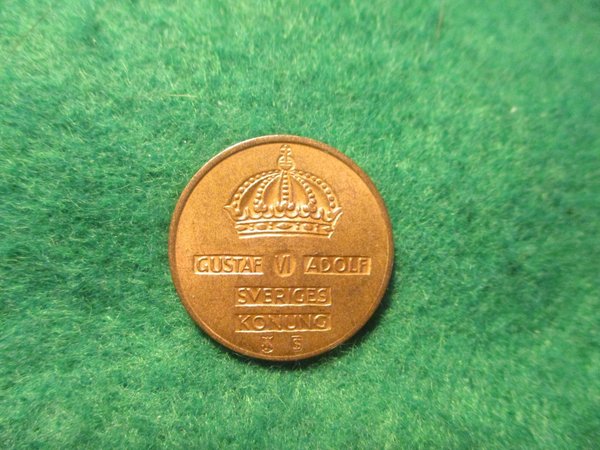 GUSTAF VI ADOLF
SVERIGES
KONUNG